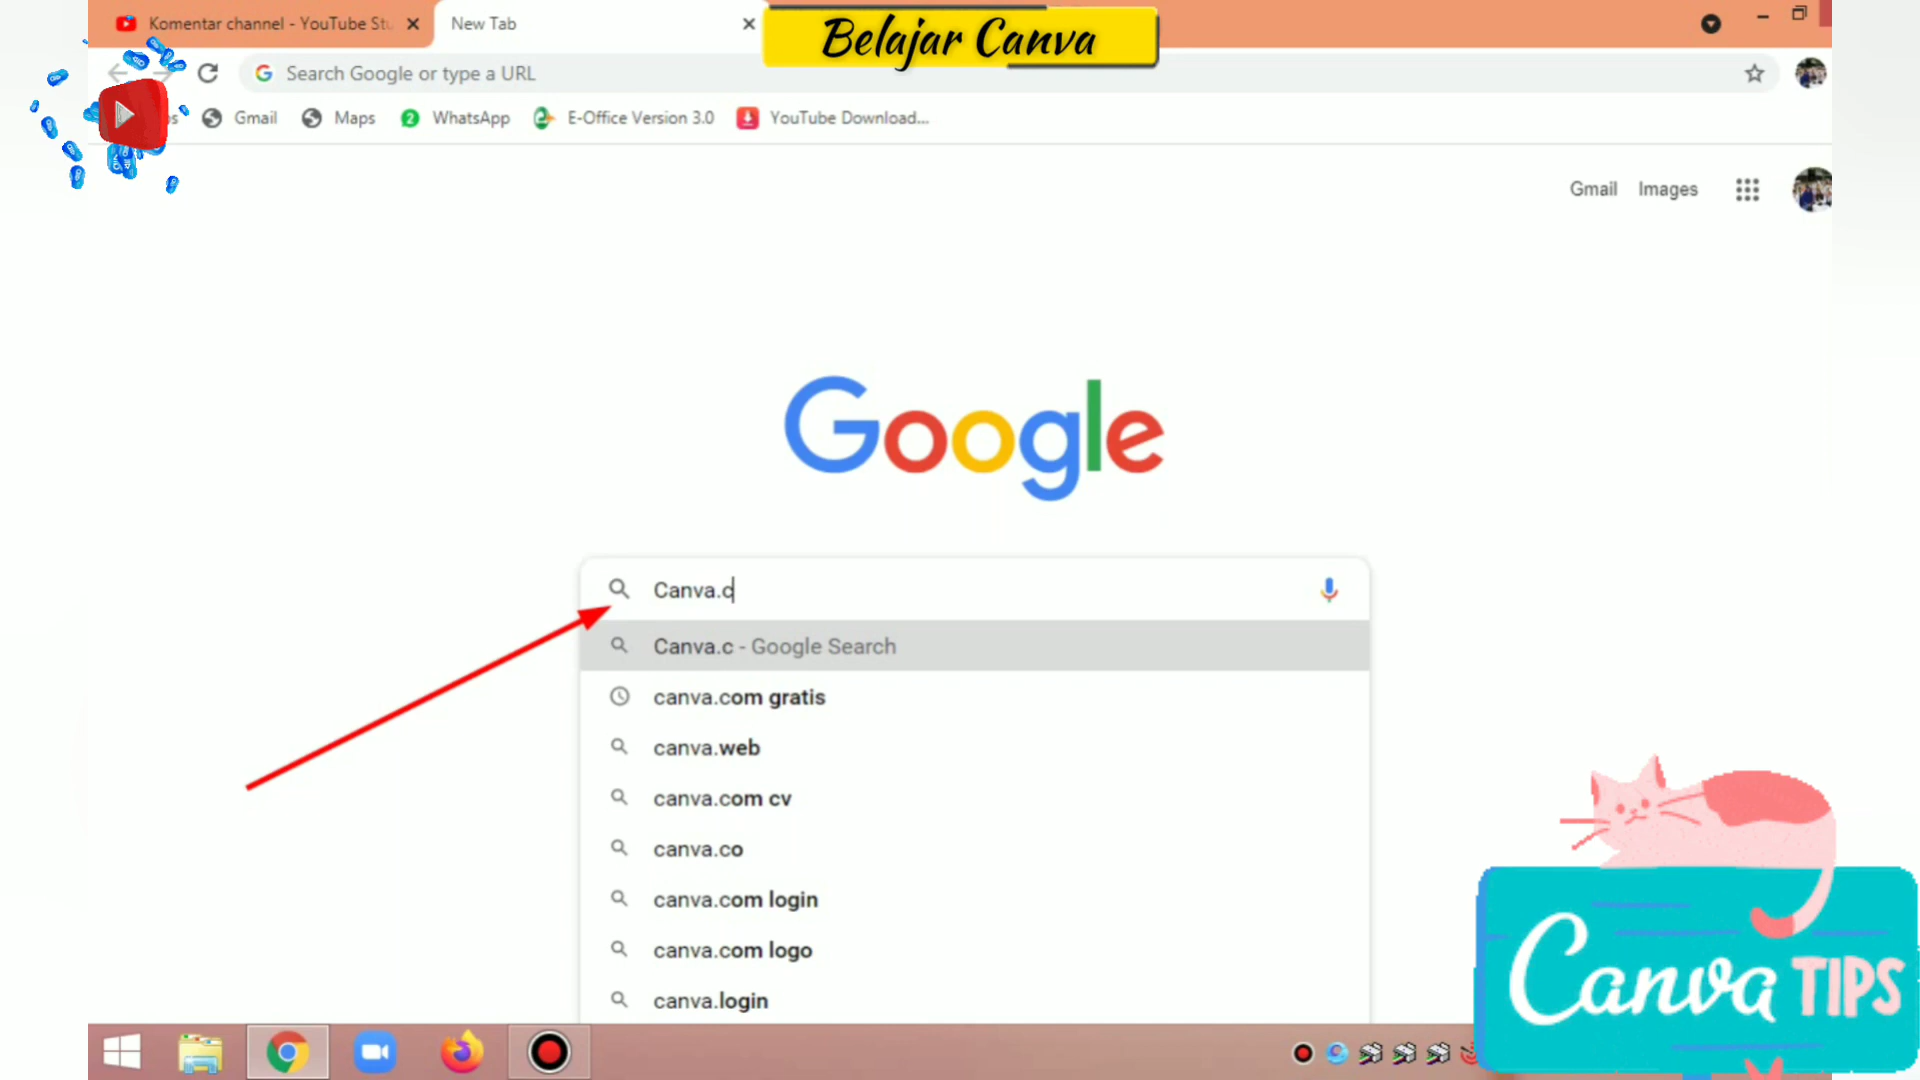 Komentar channel - YouTube Stu
New Tab
Belajar Canva
Search Google or type a URL
Gmail
Maps
WhatsApp
E-Office Version 3.0
YouTube Download...
Gmail
Images
Google
Canva.c
Canva.c - Google Search
canva.com gratis
canva.web
canva.com cv
canva.co
canva.com login
canva.com logo
canva.login
Canva TIPS